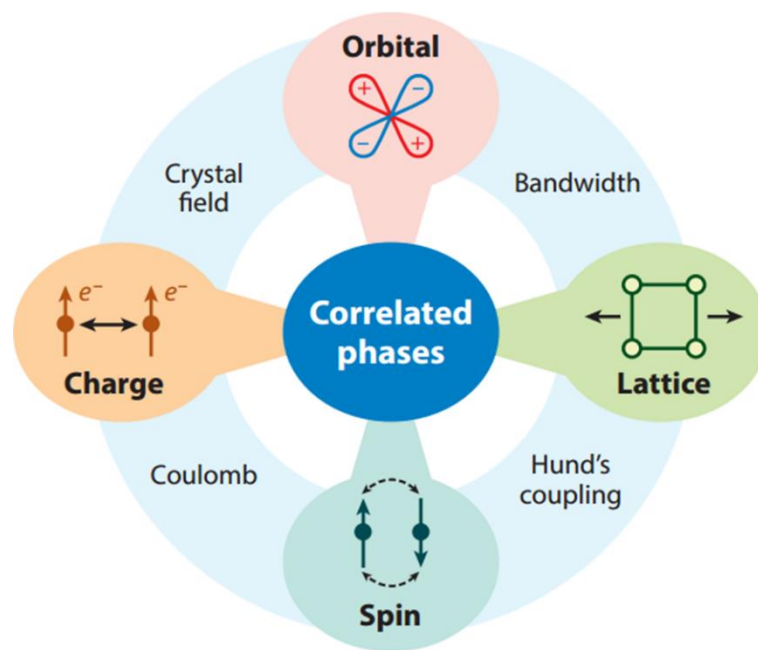 Orbital
+
−
−
+
Crystal
field
Bandwidth
e⁻
e⁻
Charge
Correlated
phases
Lattice
Coulomb
Hund’s
coupling
Spin